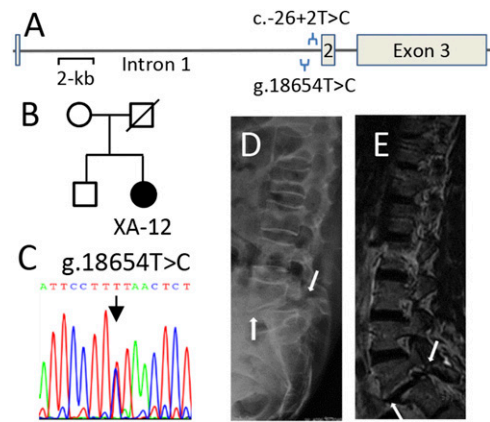 A
c.-26+2T>C
2
Exon 3
2-kb
Intron 1
g.18654T>C
B
XA-12
C
g.18654T>C
ATTCCTTTTAACTCT
D
E